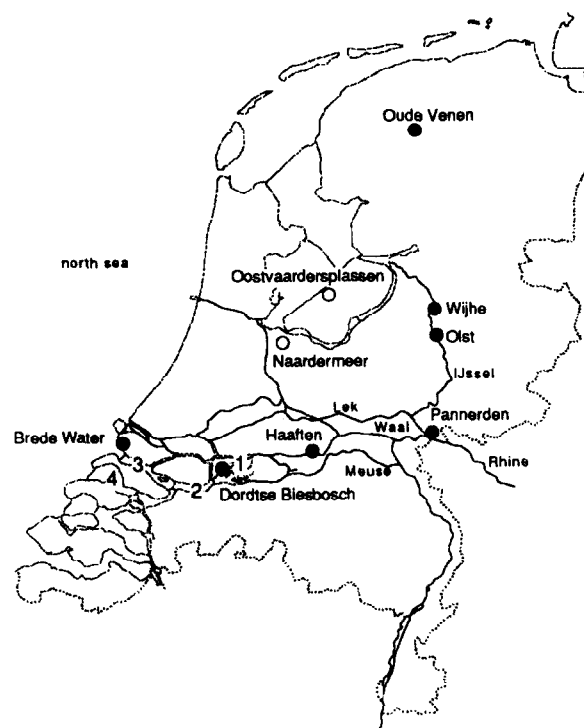 Oude Venen
north sea
Oostvaardersplassen
Wijhe
Olst
Naardermeer
IJssel
Lek
Pannerden
Waal
Brede Water
Haaften
3
1
Rhine
4
Meuse
2
Dordtse Biesbosch